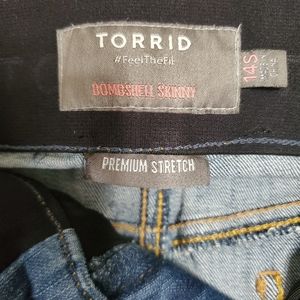 TORRID
#FeelTheFit
BOMBSHELL SKINNY
14S
PREMIUM STRETCH